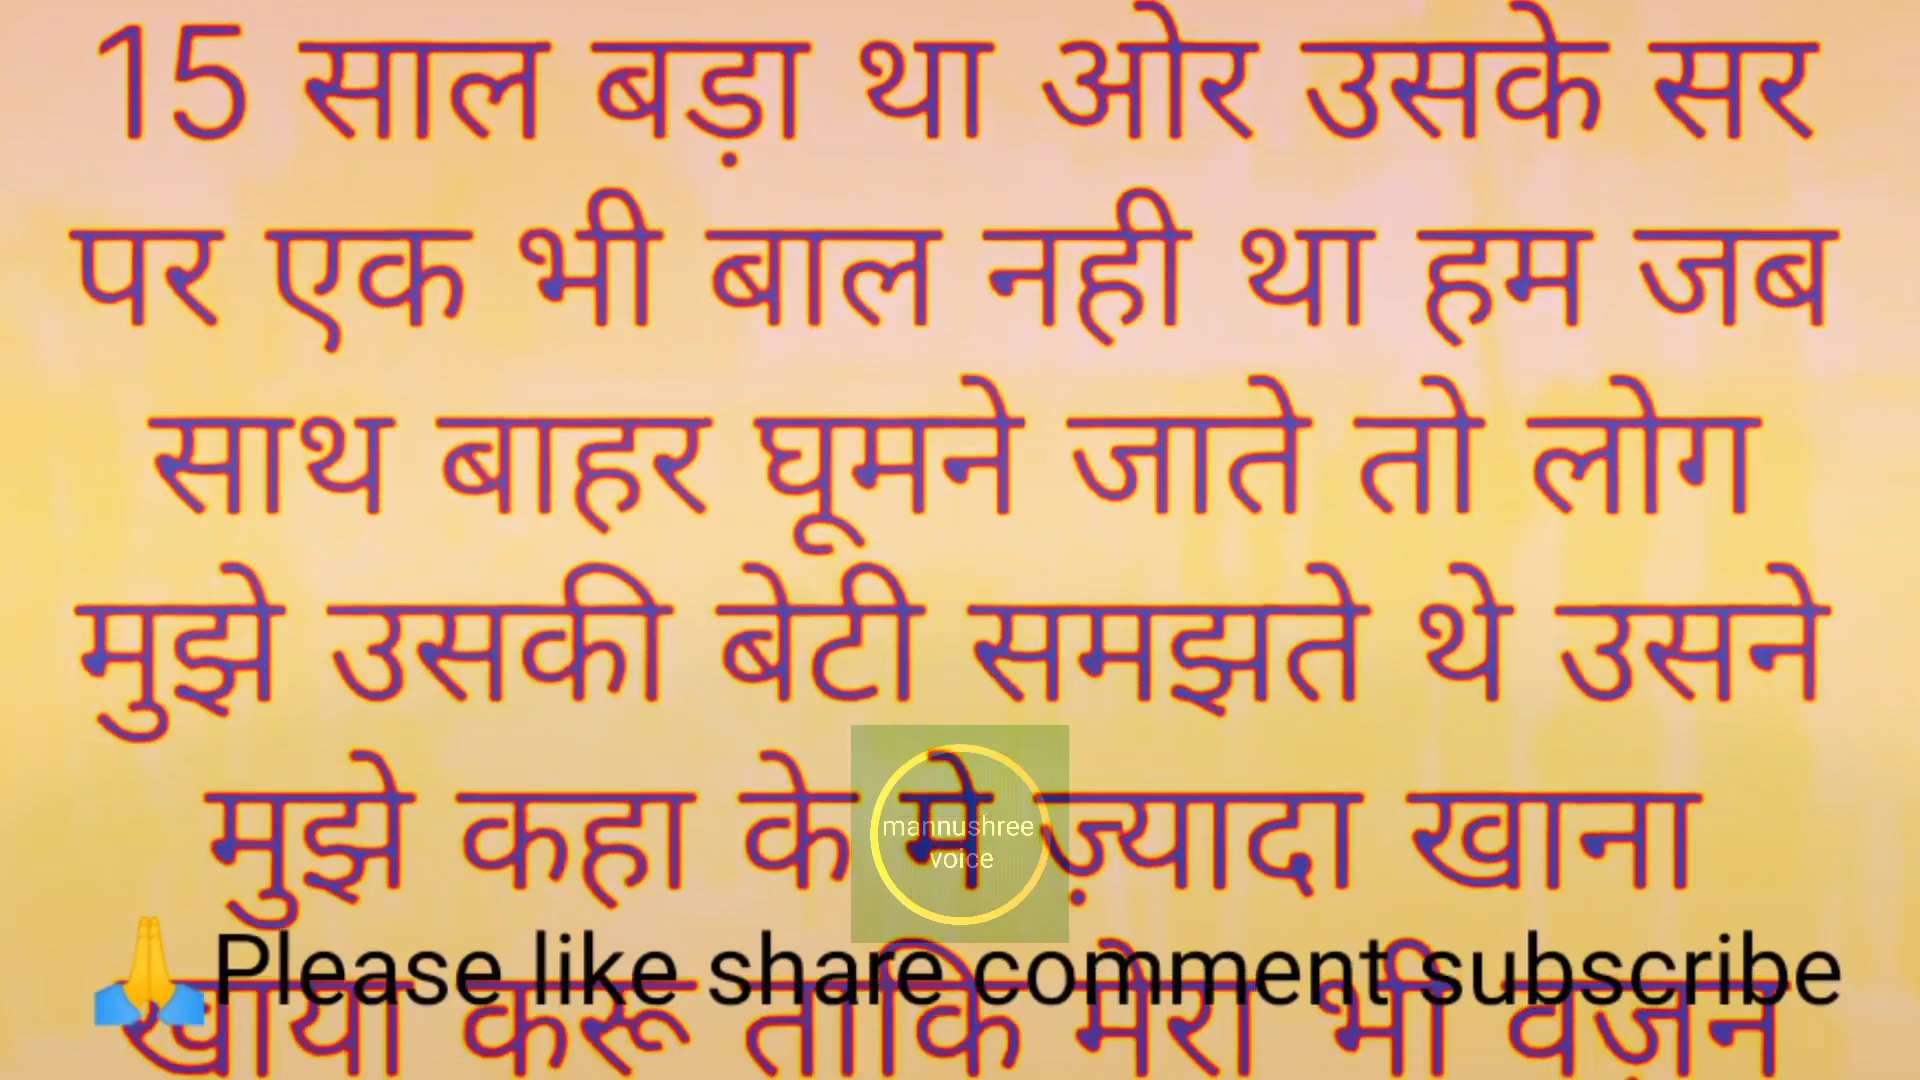 15 साल बड़ा था ओर उसके सर
पर एक भी बाल नही था हम जब
साथ बाहर घूमने जाते तो लोग
मुझे उसकी बेटी समझते थे उसने
मुझे कहा के मे ज़्यादा खाना
mannushree
voice
🙏Please like share comment subscribe
खाया करू ताकि मेरा भी वज़न